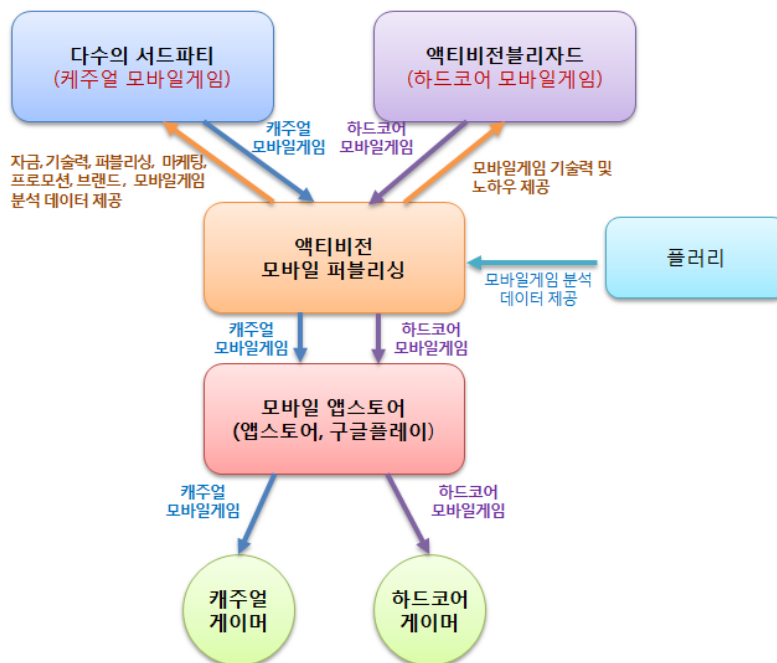 다수의 서드파티
(케주얼 모바일게임)
액티비전블리자드
(하드코어 모바일게임)
캐주얼
모바일게임
하드코어
모바일게임
자금, 기술력, 퍼블리싱, 마케팅,
프로모션, 브랜드, 모바일게임
분석 데이터 제공
모바일게임 기술력 및
노하우 제공
액티비전
모바일 퍼블리싱
플러리
모바일게임 분석
데이터 제공
캐주얼
모바일게임
하드코어
모바일게임
모바일 앱스토어
(앱스토어, 구글플레이)
캐주얼
모바일게임
하드코어
모바일게임
캐주얼
게이머
하드코어
게이머